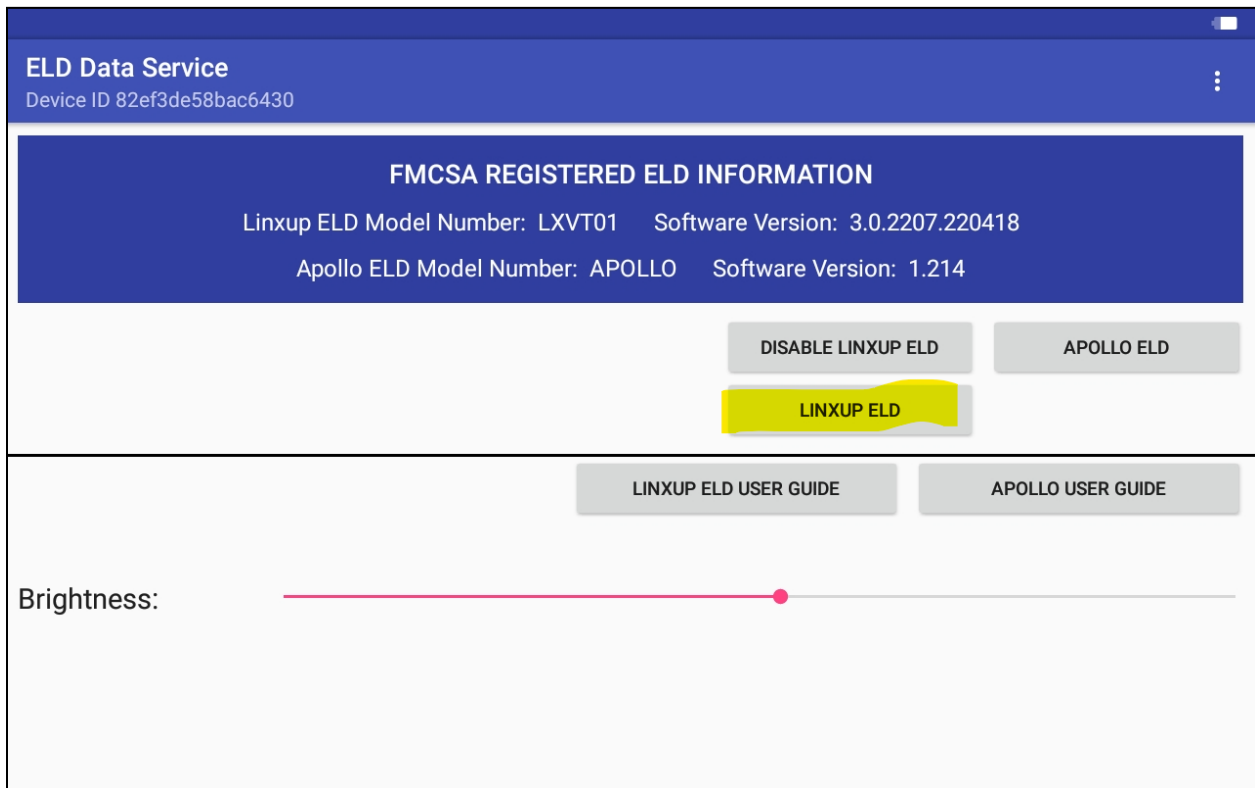 ELD Data Service
Device ID 82ef3de58bac6430
FMCSA REGISTERED ELD INFORMATION
Linxup ELD Model Number: LXVT01 Software Version: 3.0.2207.220418
Apollo ELD Model Number: APOLLO Software Version: 1.214
DISABLE LINXUP ELD APOLLO ELD
LINXUP ELD
LINXUP ELD USER GUIDE APOLLO USER GUIDE
Brightness: